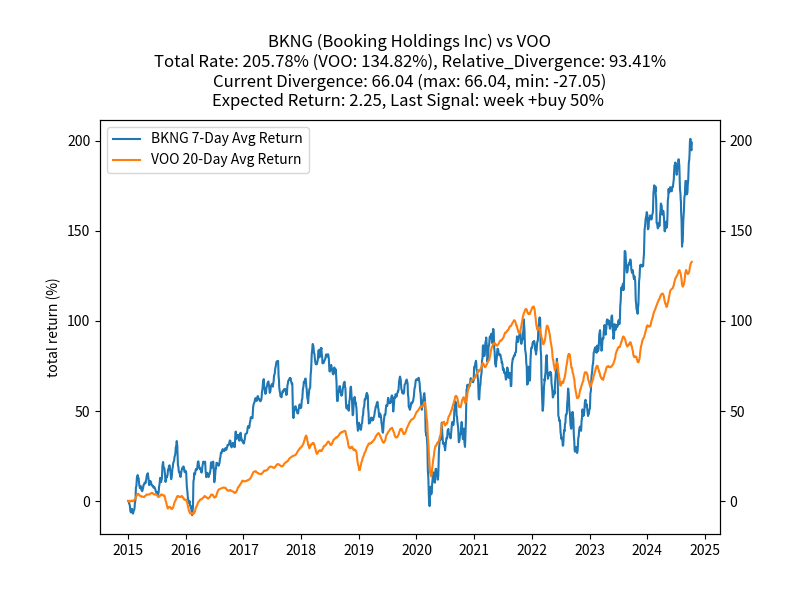 BKNG (Booking Holdings Inc) vs VOO
Total Rate: 205.78% (VOO: 134.82%), Relative_Divergence: 93.41%
Current Divergence: 66.04 (max: 66.04, min: -27.05)
Expected Return: 2.25, Last Signal: week +buy 50%
BKNG 7-Day Avg Return
VOO 20-Day Avg Return
total return (%)
200
150
100
50
0
200
150
100
50
0
2015 2016 2017 2018 2019 2020 2021 2022 2023 2024 2025